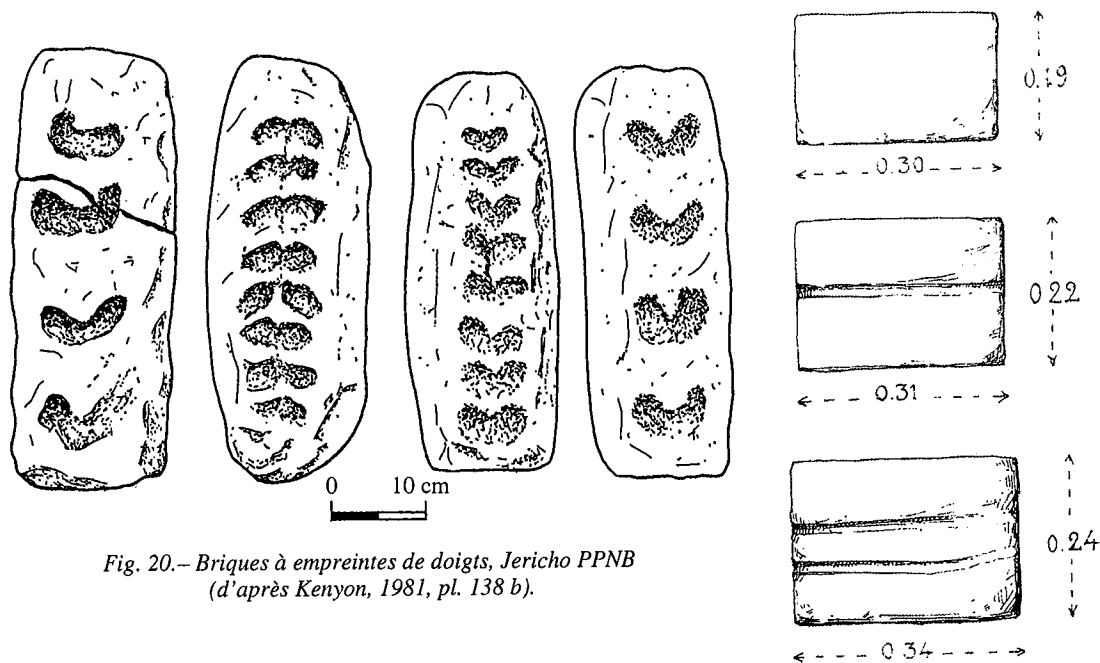 0 10 cm
Fig. 20.– Briques à empreintes de doigts, Jericho PPNB
(d'après Kenyon, 1981, pl. 138 b).
0.19
0.30
0 22
0.31
0.24
0 34